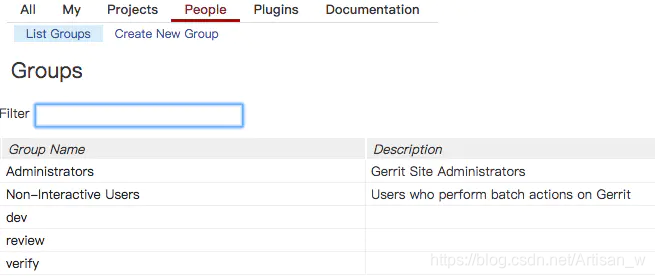 All My Projects People Plugins Documentation
List Groups Create New Group
Groups
Filter
Group Name Description
Administrators Gerrit Site Administrators
Non-Interactive Users Users who perform batch actions on Gerrit
dev
review
verify
https://blog.csdn.net/Artisan_w